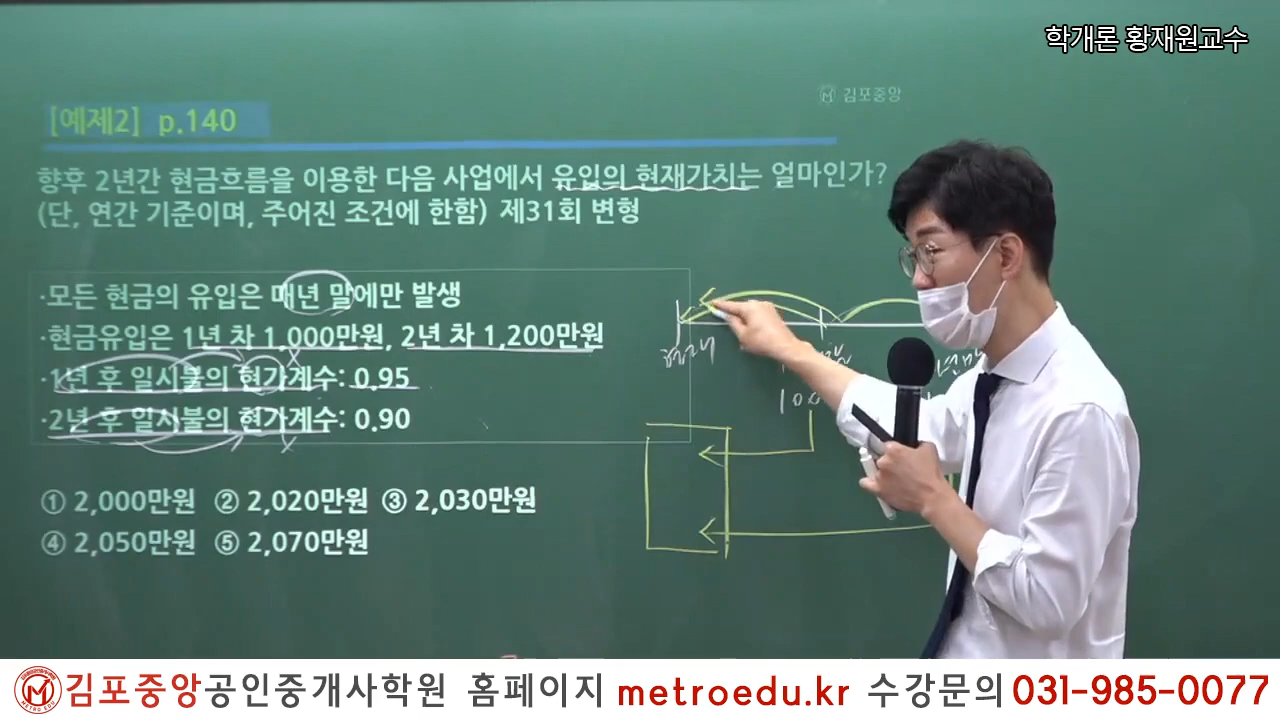 학개론 황재원교수
김포중앙
[예제2] p.140
향후 2년간 현금흐름을 이용한 다음 사업에서 유입의 현재가치는 얼마인가?
(단, 연간 기준이며, 주어진 조건에 한함) 제31회 변형
·모든 현금의 유입은 매년 말에만 발생
·현금유입은 1년 차 1,000만원, 2년 차 1,200만원
·1년 후 일시불의 현가계수: 0.95
·2년 후 일시불의 현가계수: 0.90
현재
① 2,000만원 ② 2,020만원 ③ 2,030만원
④ 2,050만원 ⑤ 2,070만원
김포중앙공인중개사학원 홈페이지 metroedu.kr 수강문의 031-985-0077